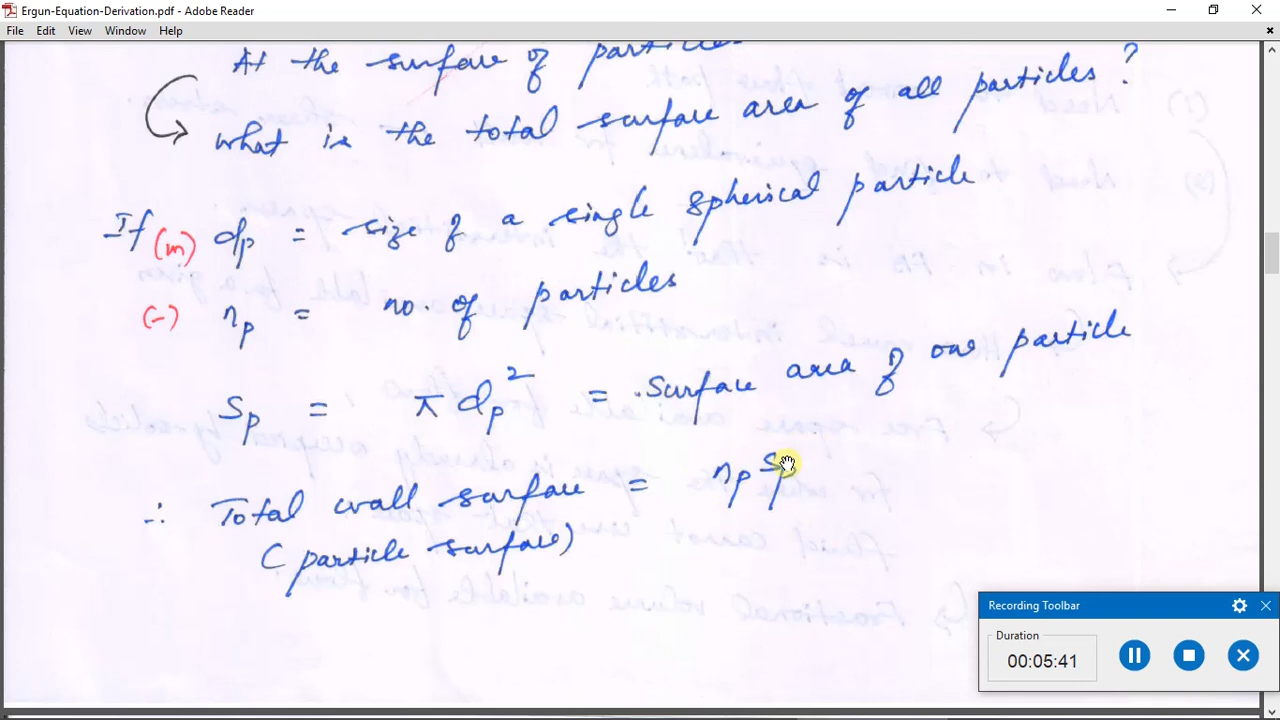 Ergun-Equation-Derivation.pdf - Adobe Reader
File Edit View Window Help
At the surface of particles
what is the total surface area of all particles?
If (m) dp = size of a single spherical particle
(-) np = no. of particles
Sp = π dp² = Surface area of one particle
∴ Total wall surface = np Sp
(particle surface)
Recording Toolbar
Duration
00:05:41